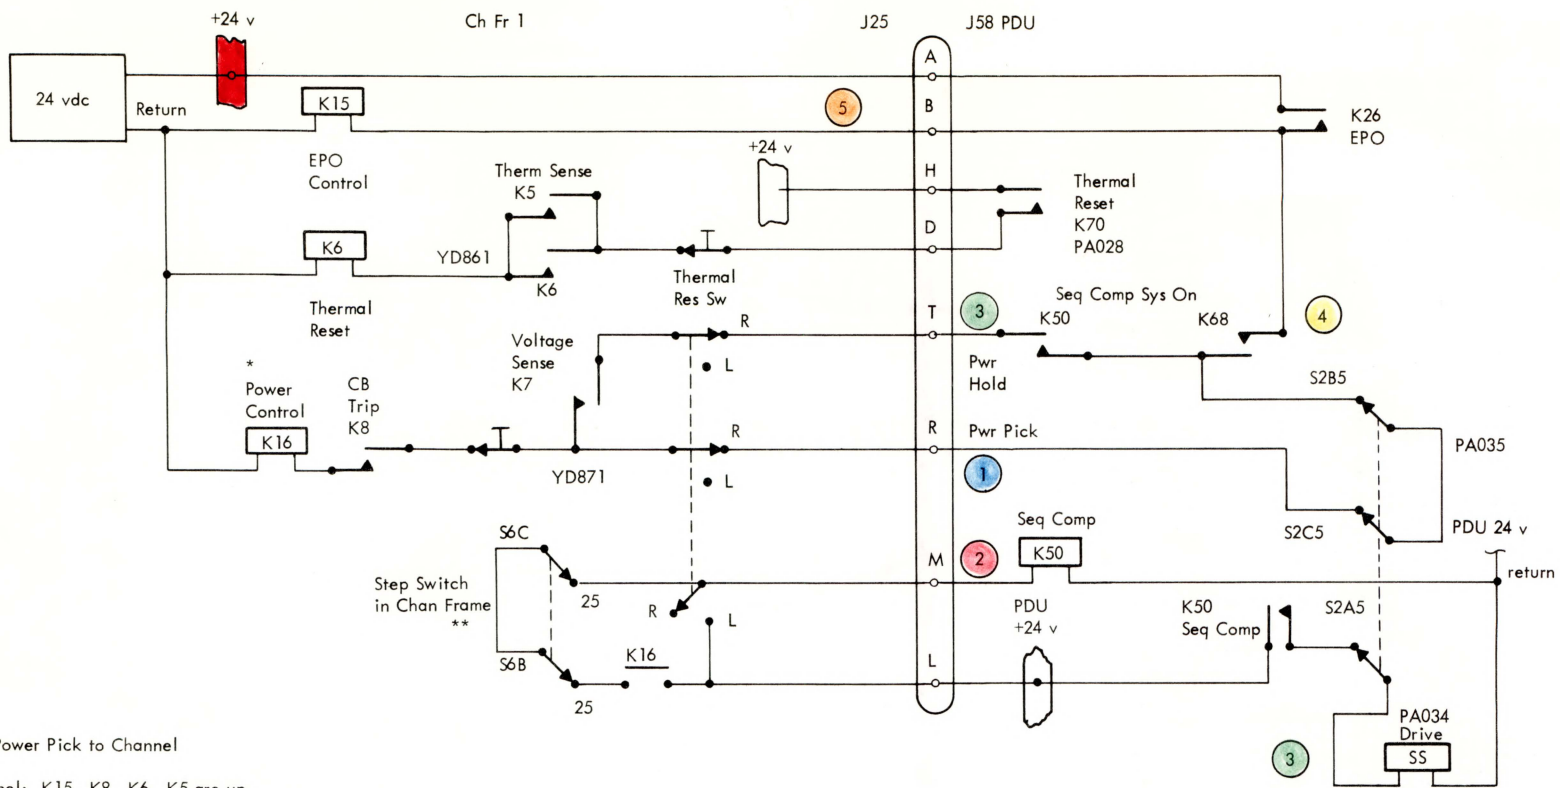 +24 v
Ch Fr 1
J25
J58 PDU
24 vdc
Return
K15
EPO
Control
5
A
B
K26
EPO
+24 v
Therm Sense
K5
H
Thermal
Reset
K70
PA028
D
K6
YD861
K6
Thermal
Res Sw
Thermal
Reset
T
3
Seq Comp Sys On
K50
K68
4
R
L
Voltage
Sense
K7
Pwr
Hold
*
Power
Control
K16
CB
Trip
K8
S2B5
R
R
Pwr Pick
PA035
YD871
L
1
S2C5
PDU 24 v
return
S6C
Seq Comp
K50
M
2
Step Switch
in Chan Frame
**
25
R
L
PDU
+24 v
K50
Seq Comp
S2A5
S6B
K16
L
25
PA034
Drive
SS
3
Power Pick to Channel
K15 K8 K6 K5 are up